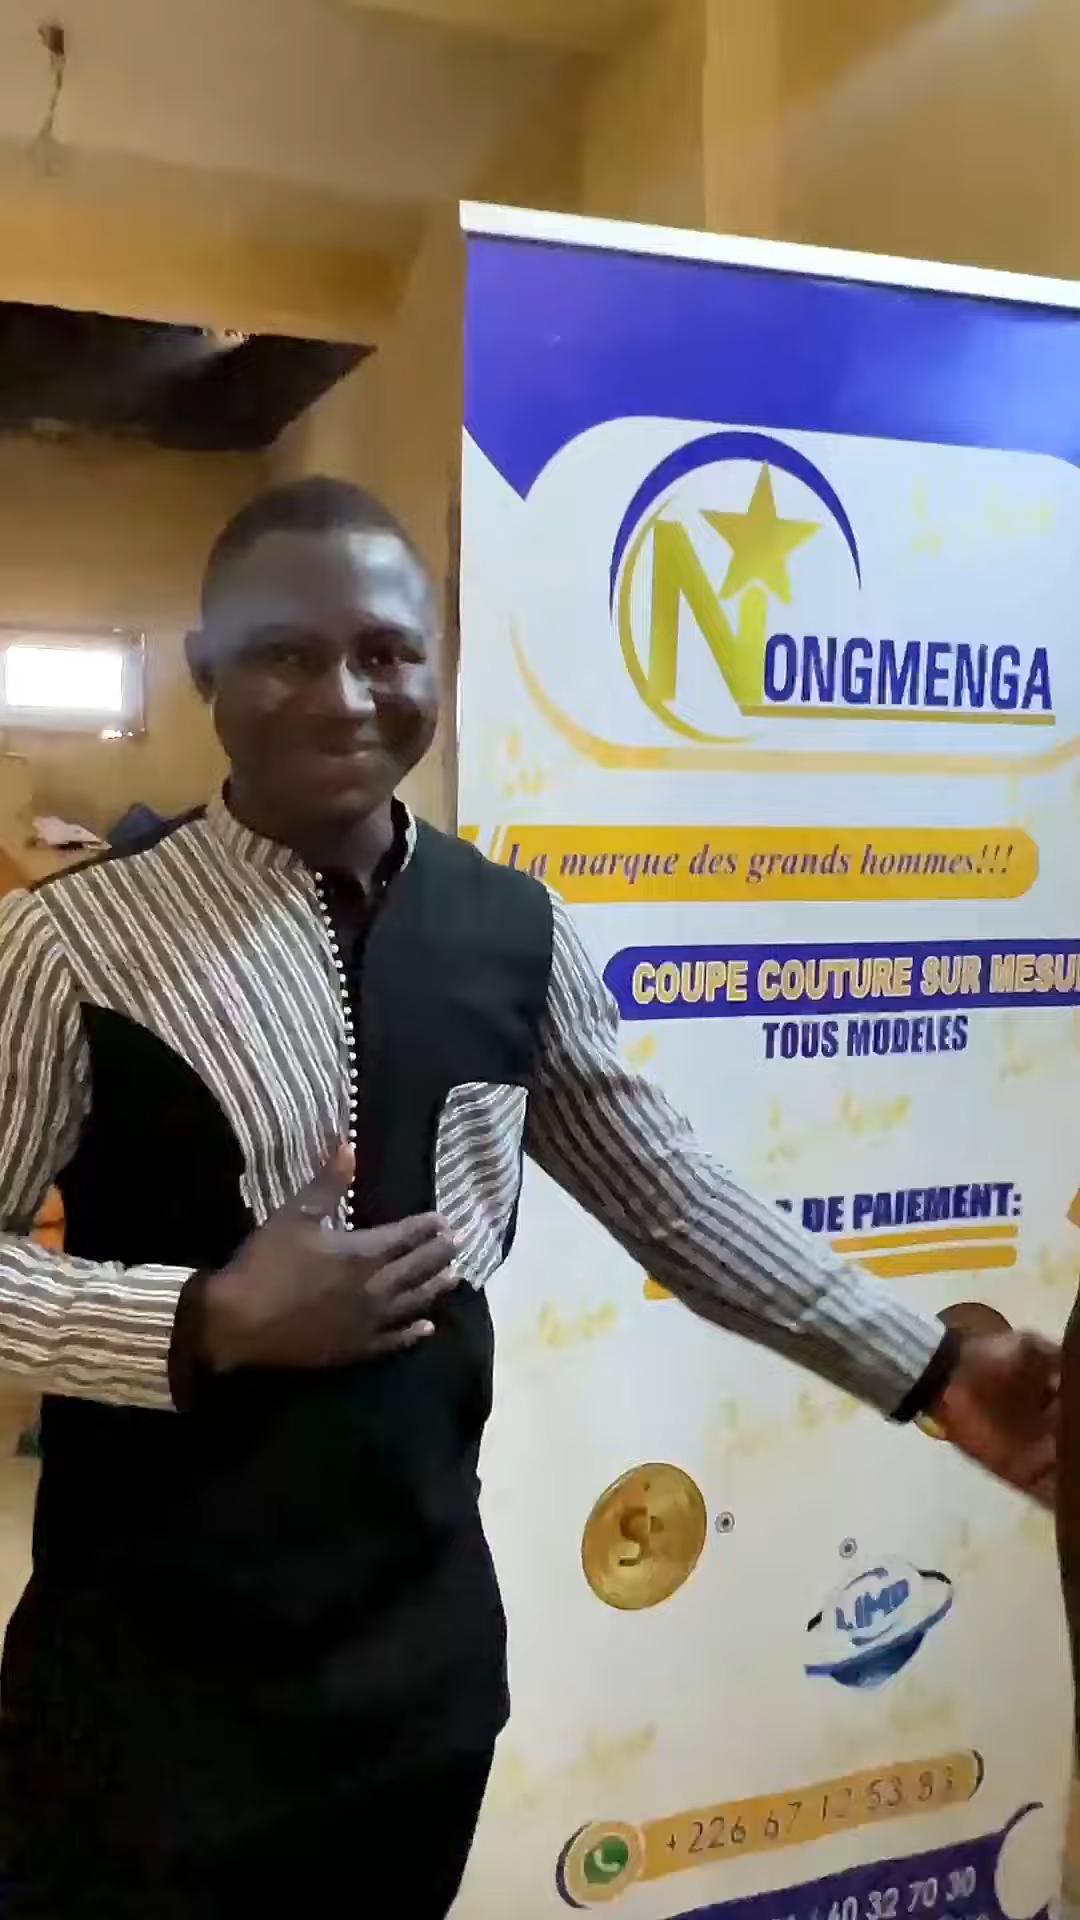 NONGMENGA
La marque des grands hommes!!!
COUPE COUTURE SUR
TOUS MODELES
DE PAIEMENT:
S
LIMO
+226 67 12 53 83
40 32 70 30